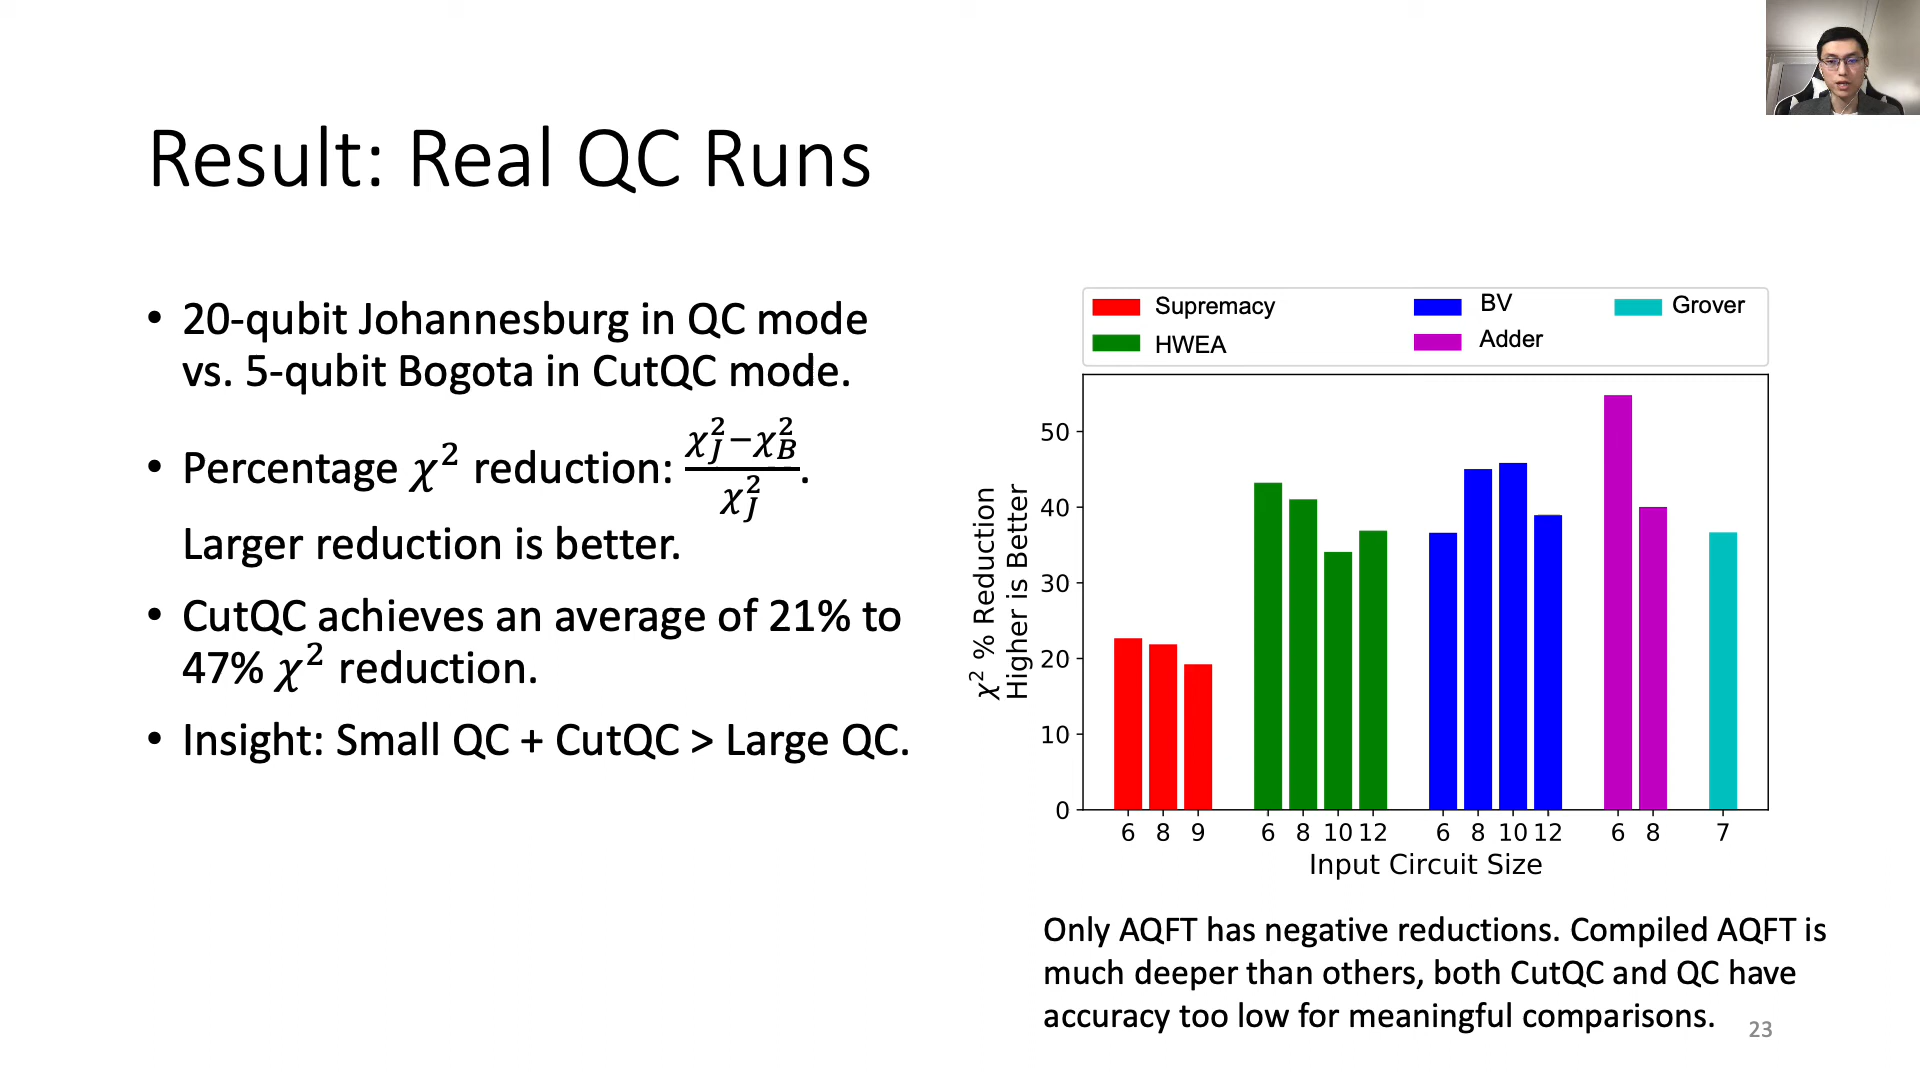 Result: Real QC Runs
• 20-qubit Johannesburg in QC mode
vs. 5-qubit Bogota in CutQC mode.
• Percentage χ² reduction: (χ²_J − χ²_B) / χ²_J.
Larger reduction is better.
• CutQC achieves an average of 21% to
47% χ² reduction.
• Insight: Small QC + CutQC > Large QC.
Supremacy BV Grover
HWEA Adder
χ² % Reduction
Higher is Better
50
40
30
20
10
0
6 8 9 6 8 10 12 6 8 10 12 6 8 7
Input Circuit Size
Only AQFT has negative reductions. Compiled AQFT is
much deeper than others, both CutQC and QC have
accuracy too low for meaningful comparisons.
23